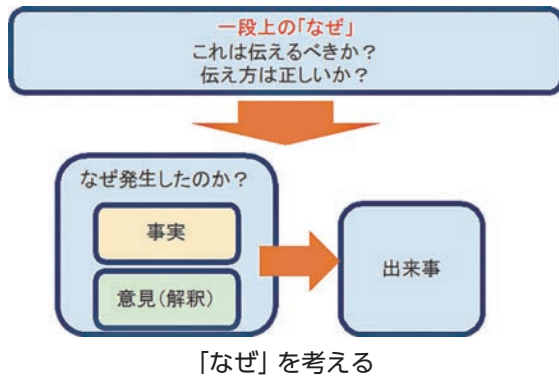 一段上の「なぜ」
これは伝えるべきか？
伝え方は正しいか？
なぜ発生したのか？
事実
意見(解釈)
出来事
「なぜ」を考える